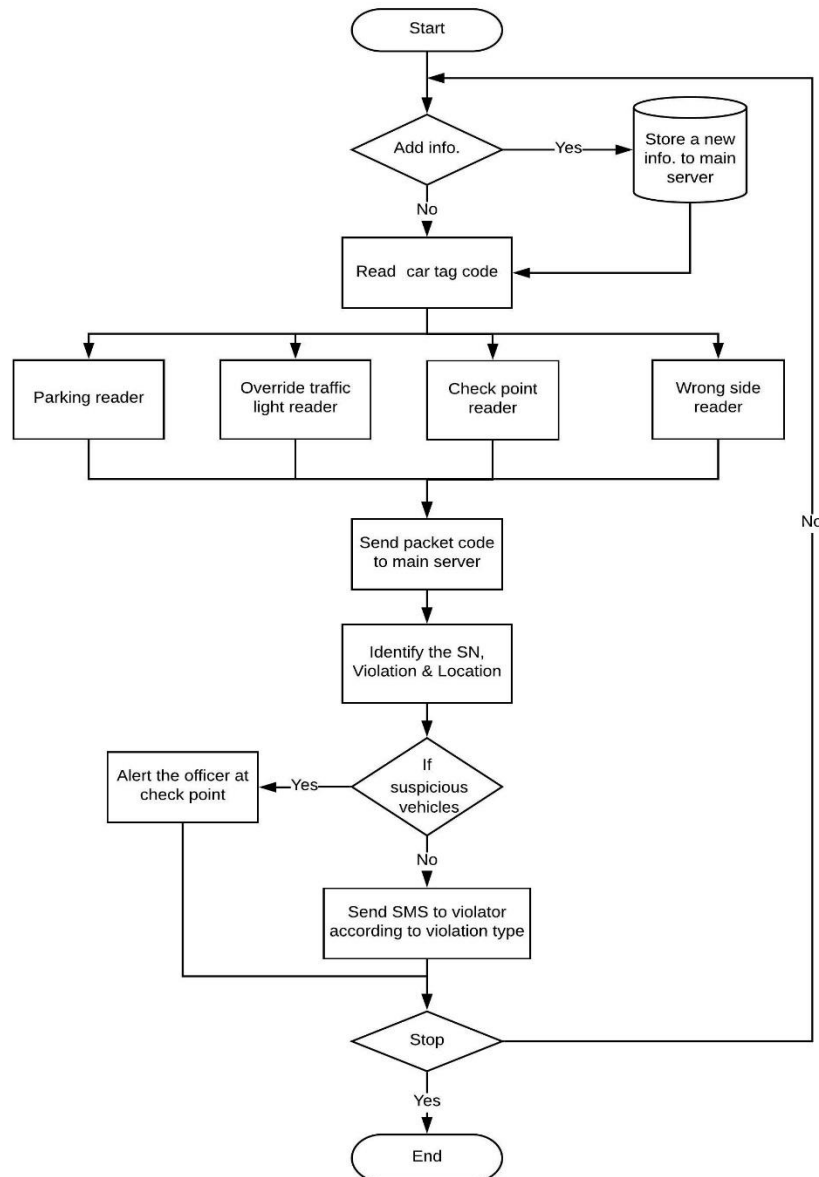 Start
Add info.
Yes
Store a new
info. to main
server
No
Read car tag code
Parking reader
Override traffic
light reader
Check point
reader
Wrong side
reader
No
Send packet code
to main server
Identify the SN,
Violation & Location
If
suspicious
vehicles
Yes
Alert the officer at
check point
No
Send SMS to violator
according to violation type
Stop
Yes
End